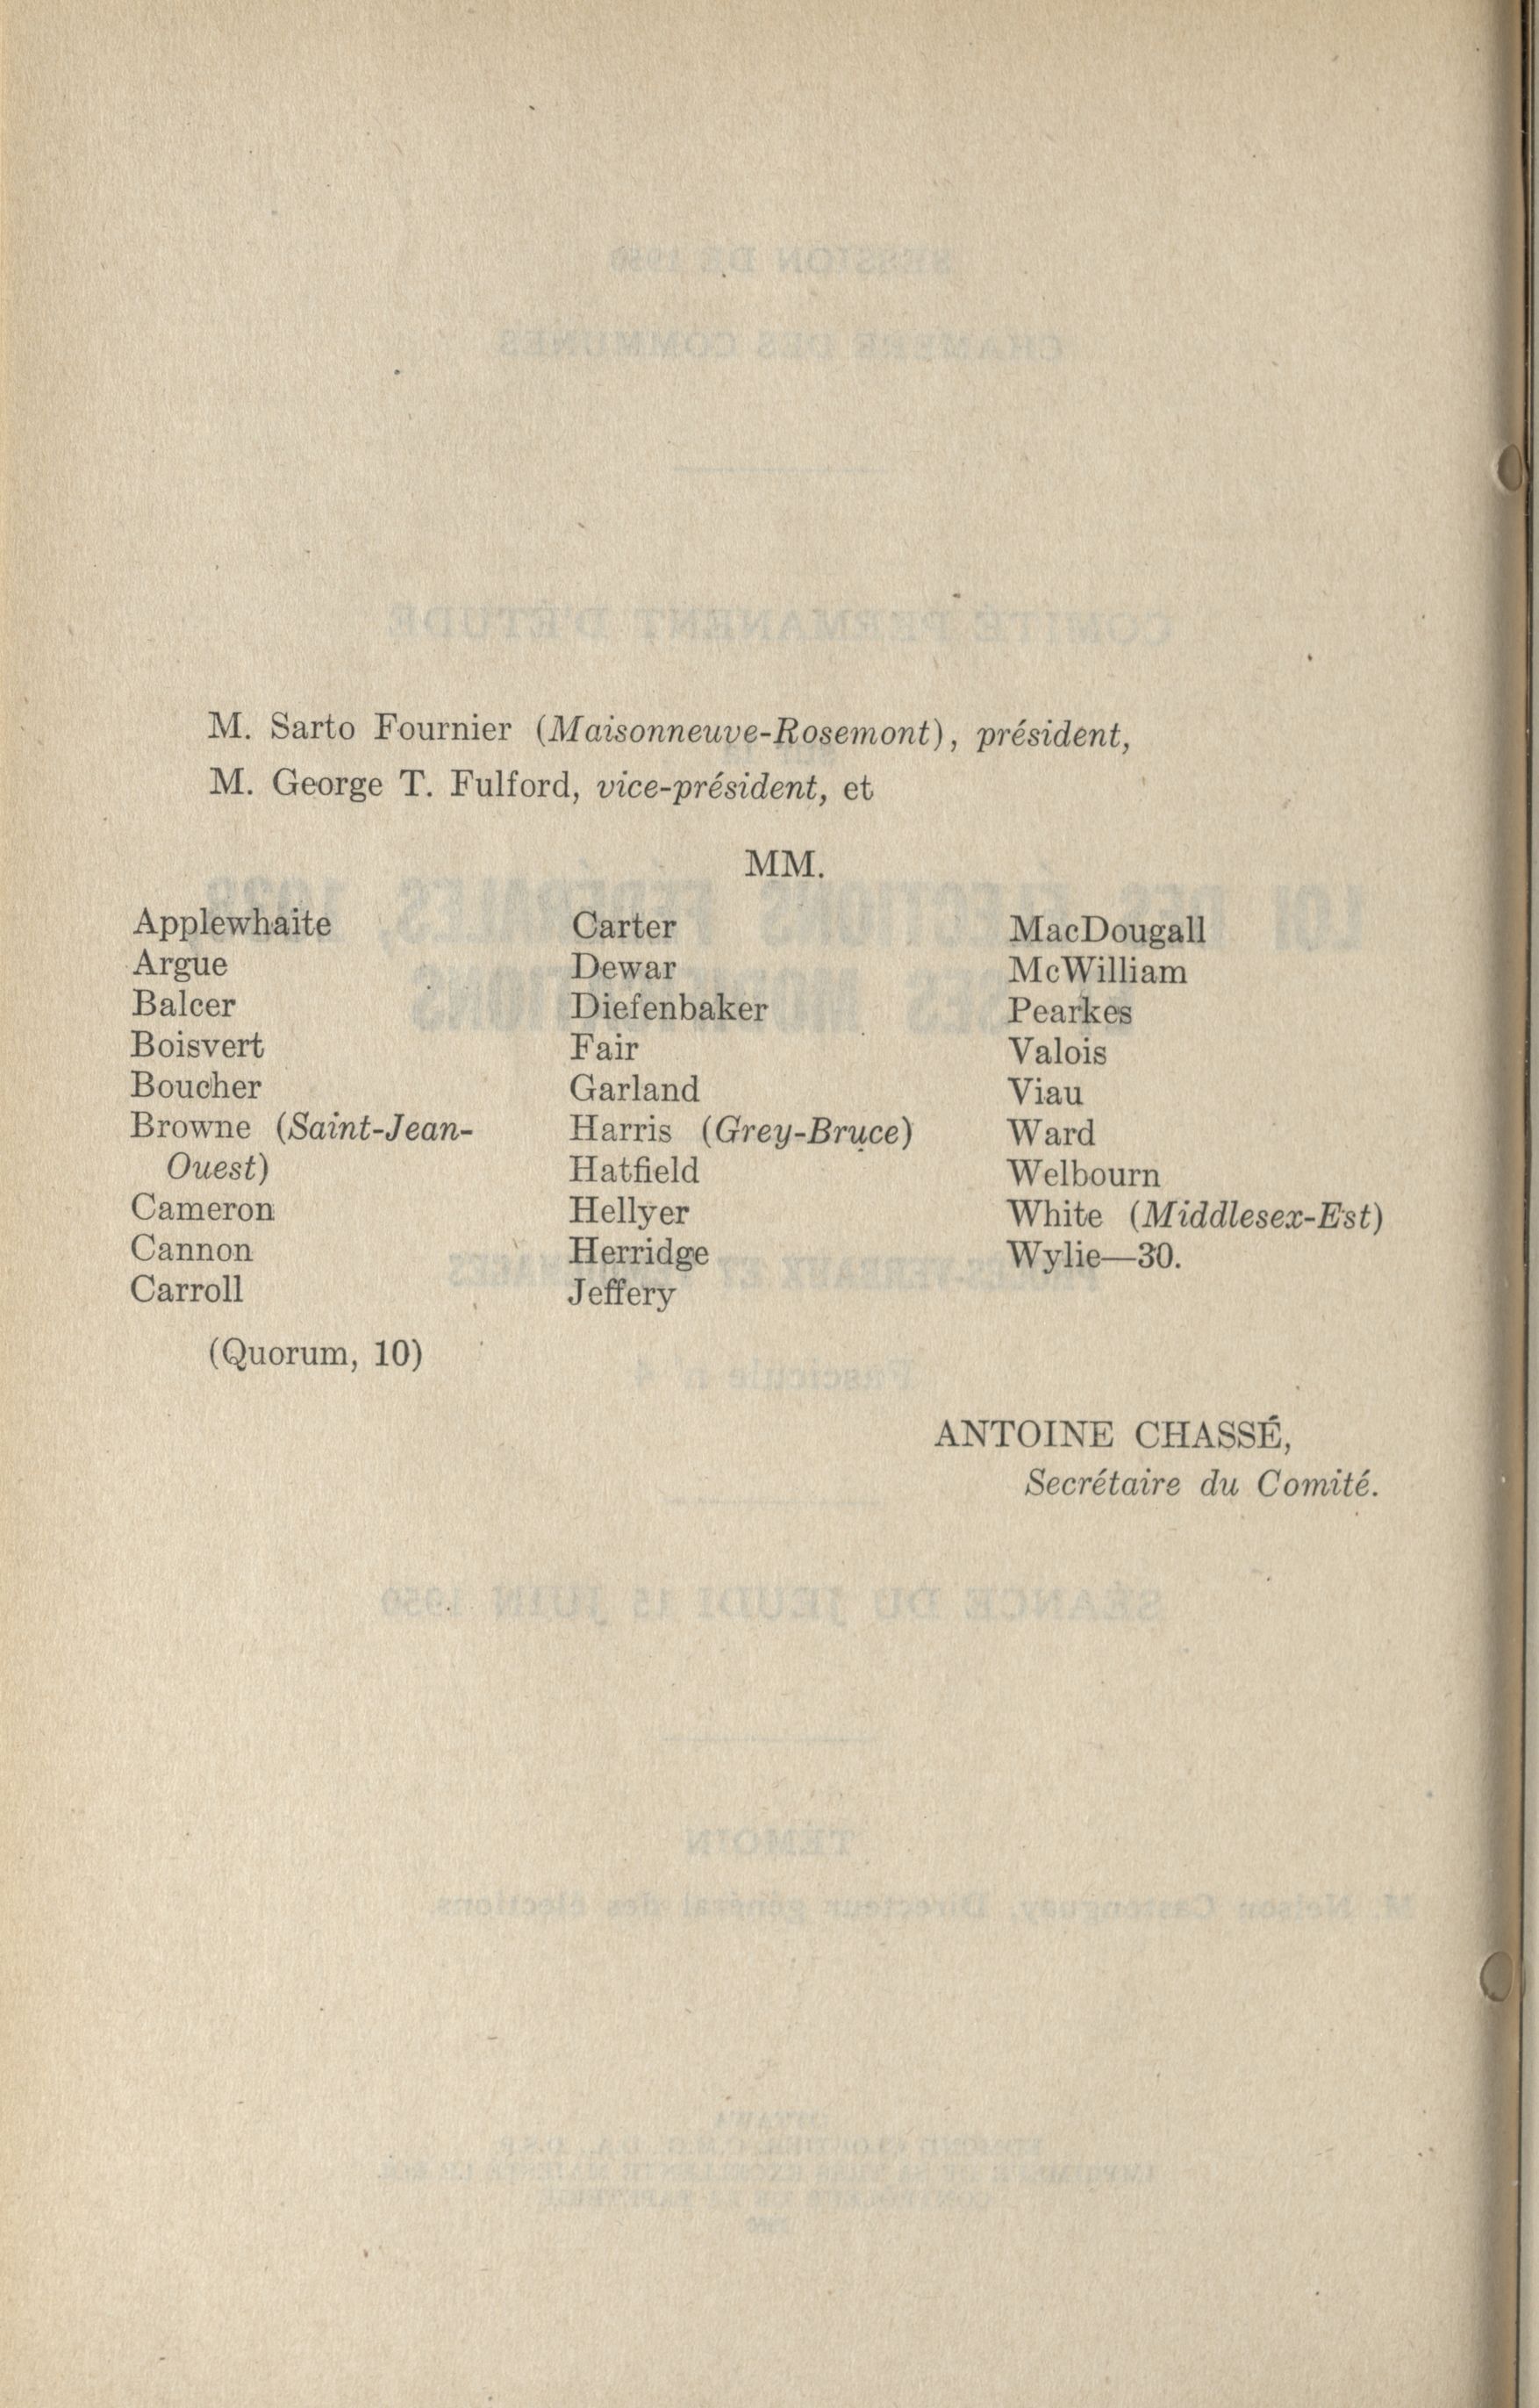 M. Sarto Fournier (Maisonneuve-Rosemont), président,
M. George T. Fulford, vice-président, et
MM.
Applewhaite
Argue
Balcer
Boisvert
Boucher
Browne (Saint-Jean-
Ouest)
Cameron
Cannon
Carroll
Carter
Dewar
Diefenbaker
Fair
Garland
Harris (Grey-Bruce)
Hatfield
Hellyer
Herridge
Jeffery
MacDougall
McWilliam
Pearkes
Valois
Viau
Ward
Welbourn
White (Middlesex-Est)
Wylie—30.
(Quorum, 10)
ANTOINE CHASSÉ,
Secrétaire du Comité.